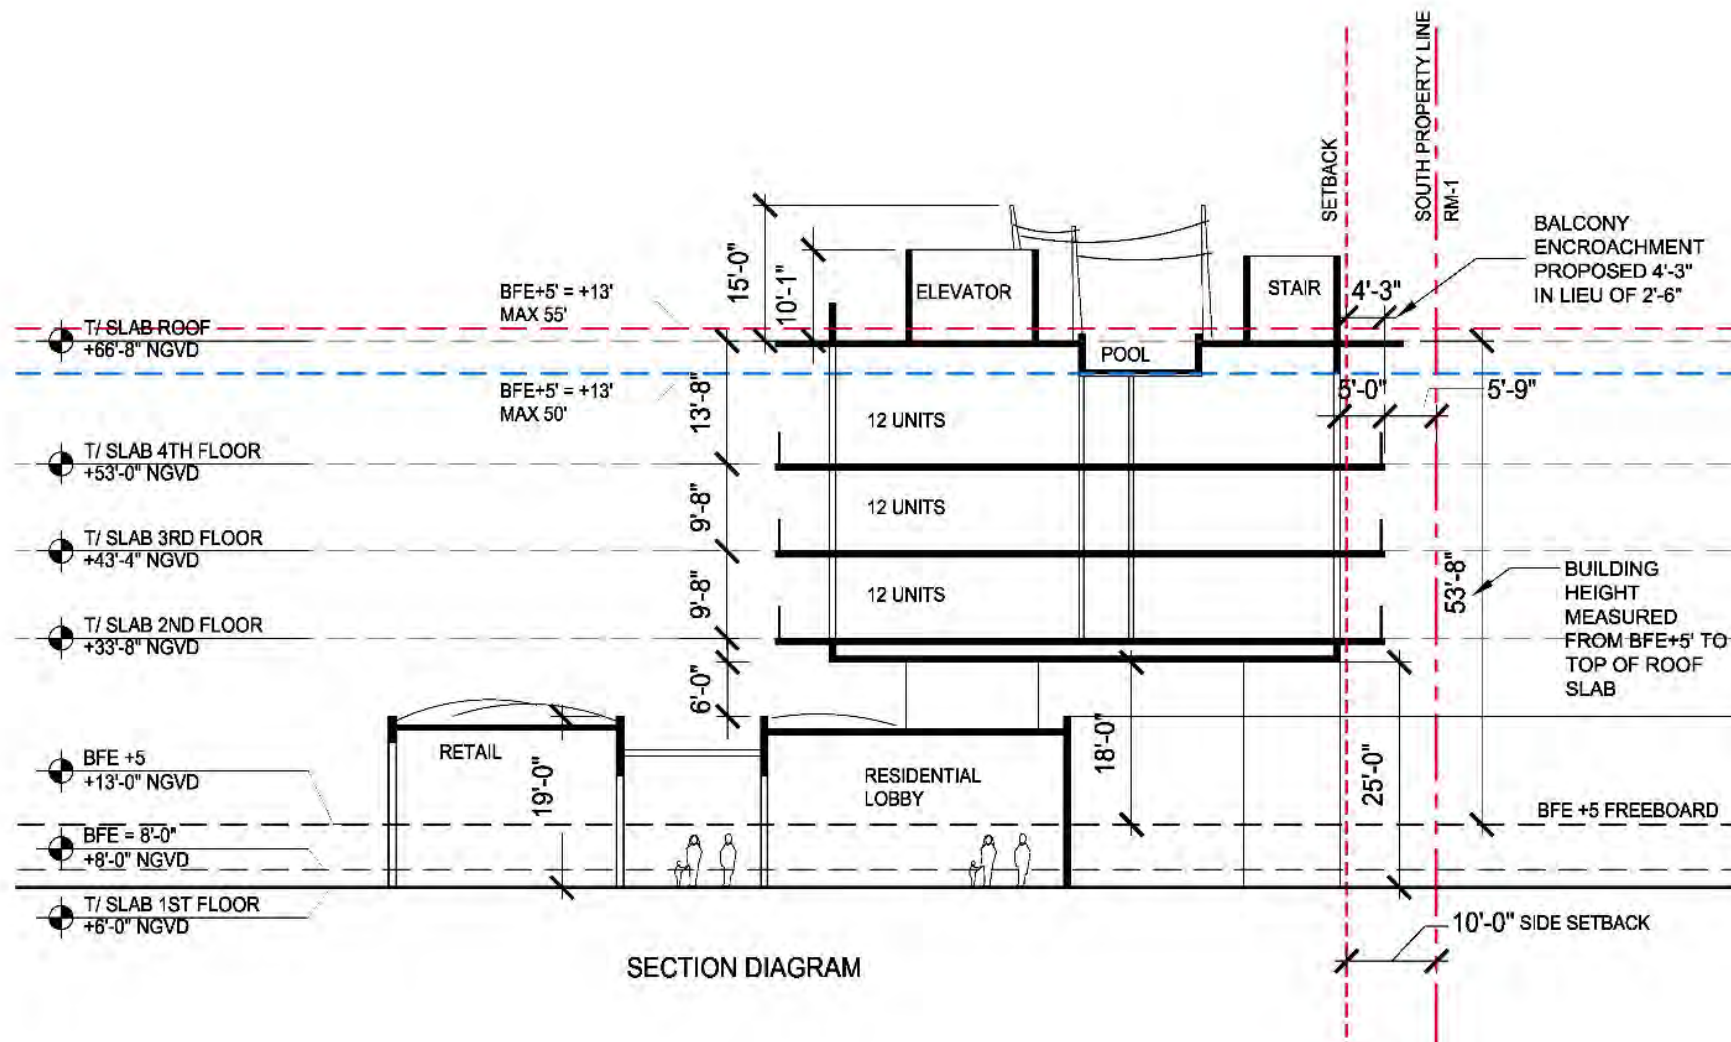 SETBACK
SOUTH PROPERTY LINE
RM-1
BALCONY
ENCROACHMENT
PROPOSED 4'-3"
IN LIEU OF 2'-6"
15'-0"
10'-1"
BFE+5' = +13'
MAX 55'
ELEVATOR
STAIR
4'-3"
T/ SLAB ROOF
+66'-8" NGVD
POOL
BFE+5' = +13'
MAX 50'
13'-8"
5'-0"
5'-9"
12 UNITS
T/ SLAB 4TH FLOOR
+53'-0" NGVD
9'-8"
12 UNITS
T/ SLAB 3RD FLOOR
+43'-4" NGVD
9'-8"
12 UNITS
53'-8"
BUILDING
HEIGHT
MEASURED
FROM BFE+5' TO
TOP OF ROOF
SLAB
T/ SLAB 2ND FLOOR
+33'-8" NGVD
6'-0"
RETAIL
19'-0"
RESIDENTIAL
LOBBY
18'-0"
25'-0"
BFE +5
+13'-0" NGVD
BFE +5 FREEBOARD
BFE = 8'-0"
+8'-0" NGVD
T/ SLAB 1ST FLOOR
+6'-0" NGVD
10'-0" SIDE SETBACK
SECTION DIAGRAM